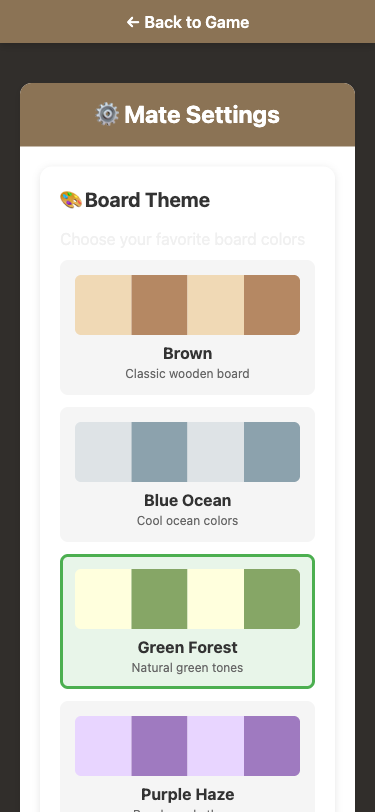 ← Back to Game
⚙️ Mate Settings
🎨 Board Theme
Choose your favorite board colors
Brown
Classic wooden board
Blue Ocean
Cool ocean colors
Green Forest
Natural green tones
Purple Haze